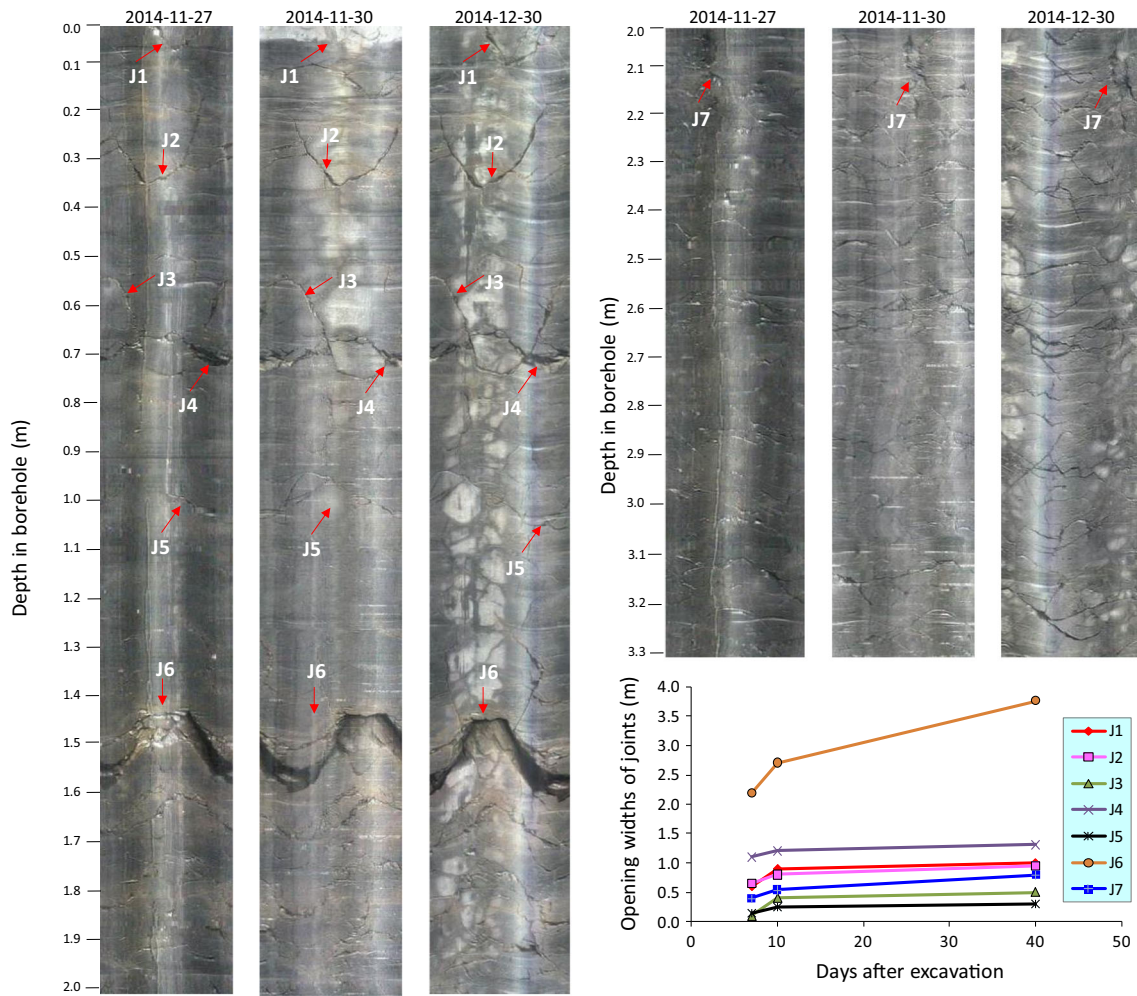 2014-11-27 2014-11-30 2014-12-30
Depth in borehole (m)
0.0
0.1
0.2
0.3
0.4
0.5
0.6
0.7
0.8
0.9
1.0
1.1
1.2
1.3
1.4
1.5
1.6
1.7
1.8
1.9
2.0
J1 J1 J1
J2 J2 J2
J3 J3 J3
J4 J4 J4
J5 J5 J5
J6 J6 J6
2014-11-27 2014-11-30 2014-12-30
Depth in borehole (m)
2.0
2.1
2.2
2.3
2.4
2.5
2.6
2.7
2.8
2.9
3.0
3.1
3.2
3.3
J7 J7 J7
Opening widths of joints (m)
4.0
3.5
3.0
2.5
2.0
1.5
1.0
0.5
0.0
0 10 20 30 40 50
Days after excavation
J1
J2
J3
J4
J5
J6
J7